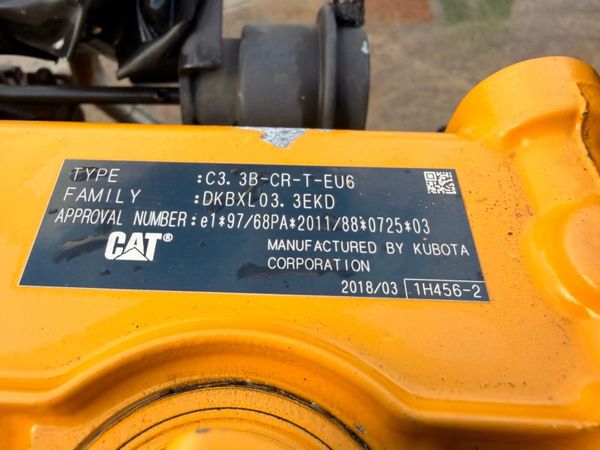 TYPE :C3.3B-CR-T-EU6
FAMILY :DKBXL03.3EKD
APPROVAL NUMBER:e1*97/68PA*2011/88*0725*03
CAT® MANUFACTURED BY KUBOTA
CORPORATION
2018/03 1H456-2